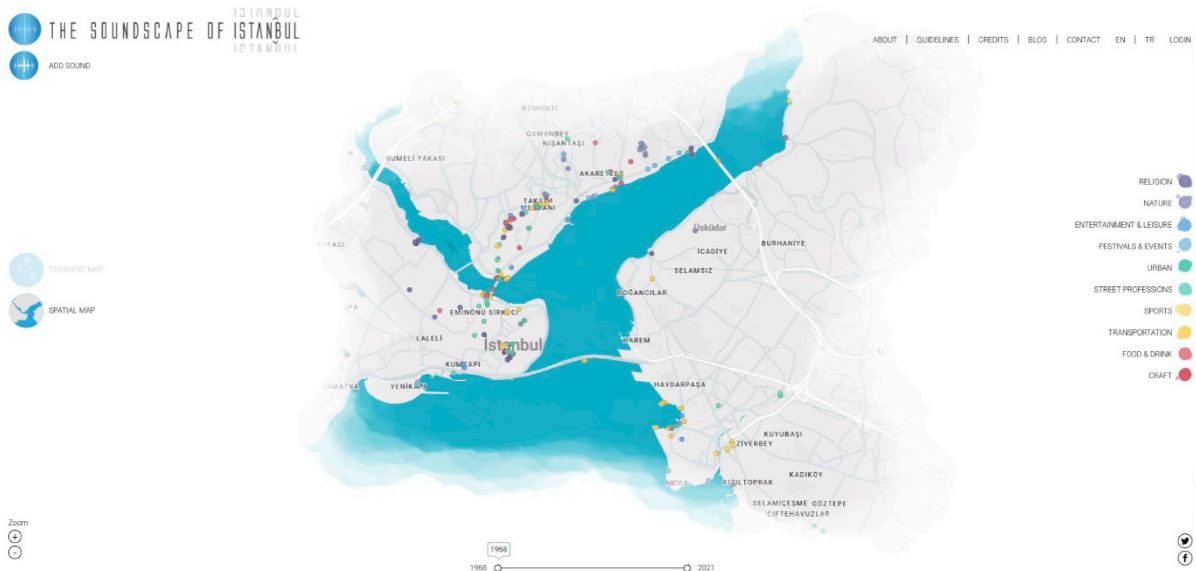 THE SOUNDSCAPE OF ISTANBUL
ADD SOUND
ABOUT | GUIDELINES | CREDITS | BLOG | CONTACT EN | TR LOGIN
BOMONTI
OSMANBEY
NİŞANTAŞI
RUMELİ YAKASI
AKARETLER
TAKSİM
MEYDANI
Üsküdar
İCADİYE
BURHANİYE
SELAMSIZ
DOĞANCILAR
EMİNÖNÜ SİRKECİ
LALELİ
İstanbul
HAREM
KUMKAPI
YENİKAPI
HAYDARPAŞA
KUYUBAŞI
ZİVERBEY
KADIKÖY
MODA
KIZILTOPRAK
SELAMİÇEŞME GÖZTEPE
ÇİFTEHAVUZLAR
THEMATIC MAP
SPATIAL MAP
RELIGION
NATURE
ENTERTAINMENT & LEISURE
FESTIVALS & EVENTS
URBAN
STREET PROFESSIONS
SPORTS
TRANSPORTATION
FOOD & DRINK
CRAFT
Zoom
+
-
1968
1968 2021